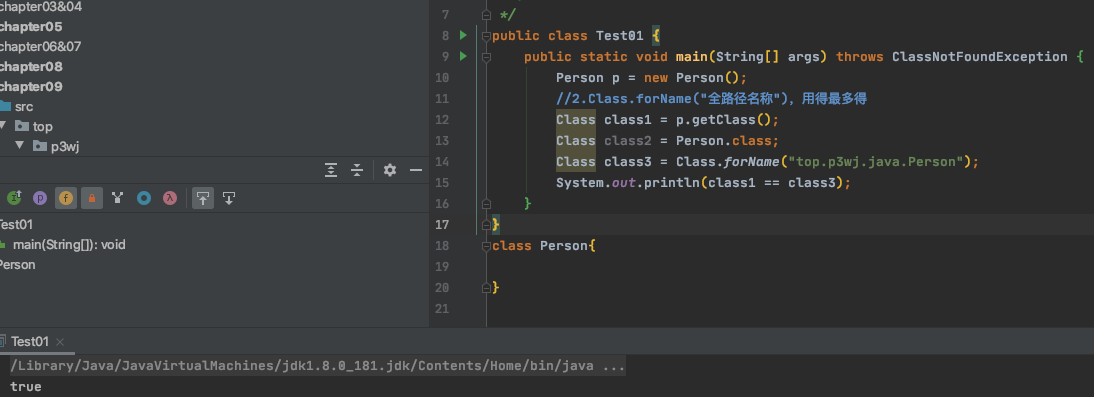 chapter03&04
chapter05
chapter06&07
chapter08
chapter09
src
top
p3wj
Test01
main(String[]): void
Person
7 */
8 public class Test01 {
9 public static void main(String[] args) throws ClassNotFoundException {
10 Person p = new Person();
11 //2.Class.forName("全路径名称"), 用得最多得
12 Class class1 = p.getClass();
13 Class class2 = Person.class;
14 Class class3 = Class.forName("top.p3wj.java.Person");
15 System.out.println(class1 == class3);
16 }
17 }
18 class Person{
19
20 }
21
Test01 ×
/Library/Java/JavaVirtualMachines/jdk1.8.0_181.jdk/Contents/Home/bin/java ...
true